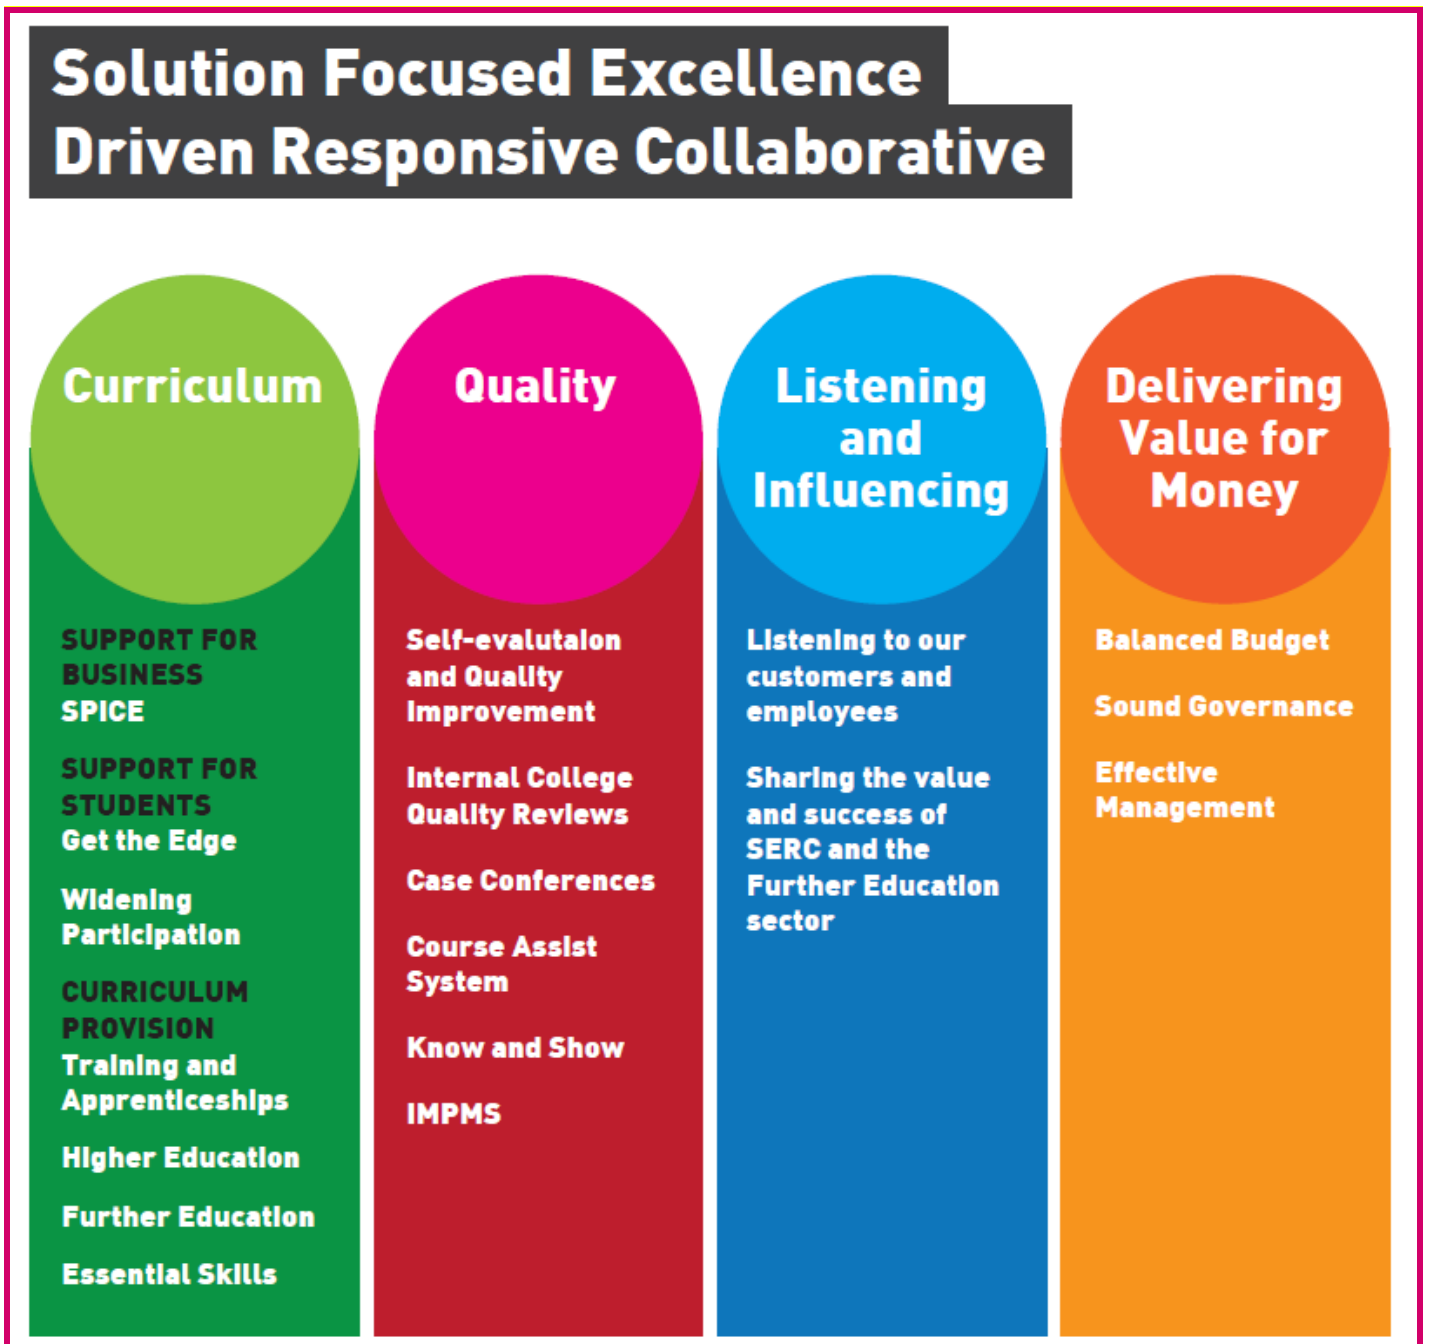 Solution Focused Excellence
Driven Responsive Collaborative
Curriculum
SUPPORT FOR
BUSINESS
SPICE
SUPPORT FOR
STUDENTS
Get the Edge
Widening
Participation
CURRICULUM
PROVISION
Training and
Apprenticeships
Higher Education
Further Education
Essential Skills
Quality
Self-evalutaion
and Quality
Improvement
Internal College
Quality Reviews
Case Conferences
Course Assist
System
Know and Show
IMPMS
Listening
and
Influencing
Listening to our
customers and
employees
Sharing the value
and success of
SERC and the
Further Education
sector
Delivering
Value for
Money
Balanced Budget
Sound Governance
Effective
Management